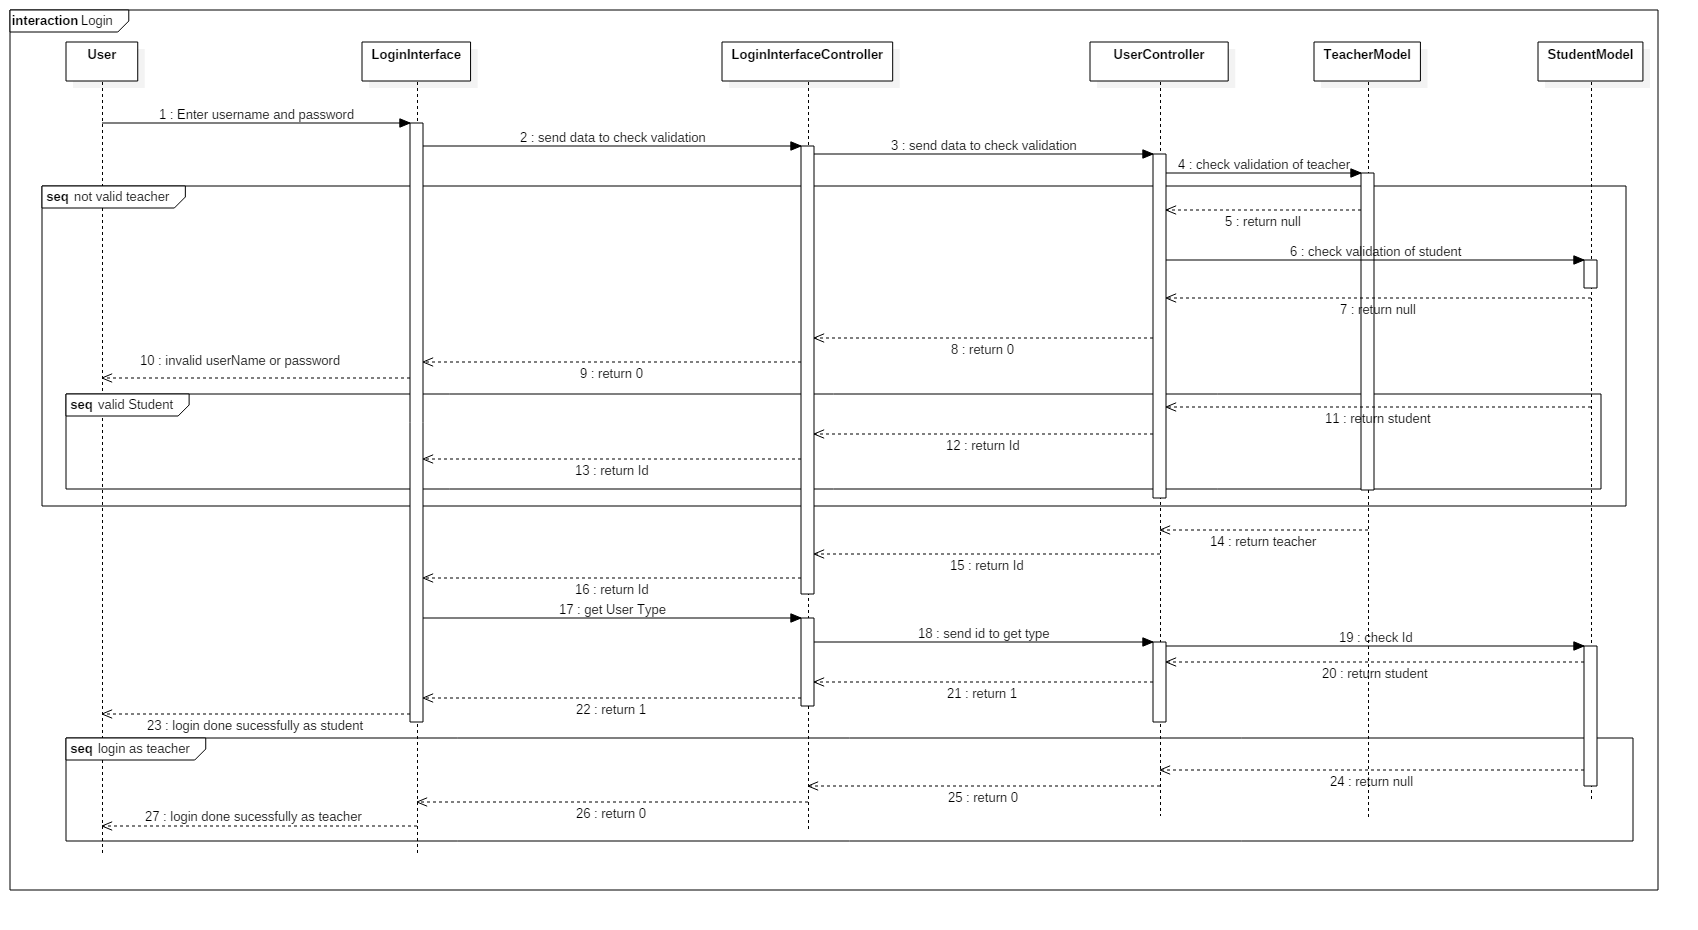 interaction Login
User
LoginInterface
LoginInterfaceController
UserController
TeacherModel
StudentModel
1 : Enter username and password
2 : send data to check validation
3 : send data to check validation
4 : check validation of teacher
seq not valid teacher
5 : return null
6 : check validation of student
7 : return null
8 : return 0
9 : return 0
10 : invalid userName or password
seq valid Student
11 : return student
12 : return Id
13 : return Id
14 : return teacher
15 : return Id
16 : return Id
17 : get User Type
18 : send id to get type
19 : check Id
20 : return student
21 : return 1
22 : return 1
23 : login done sucessfully as student
seq login as teacher
24 : return null
25 : return 0
26 : return 0
27 : login done sucessfully as teacher